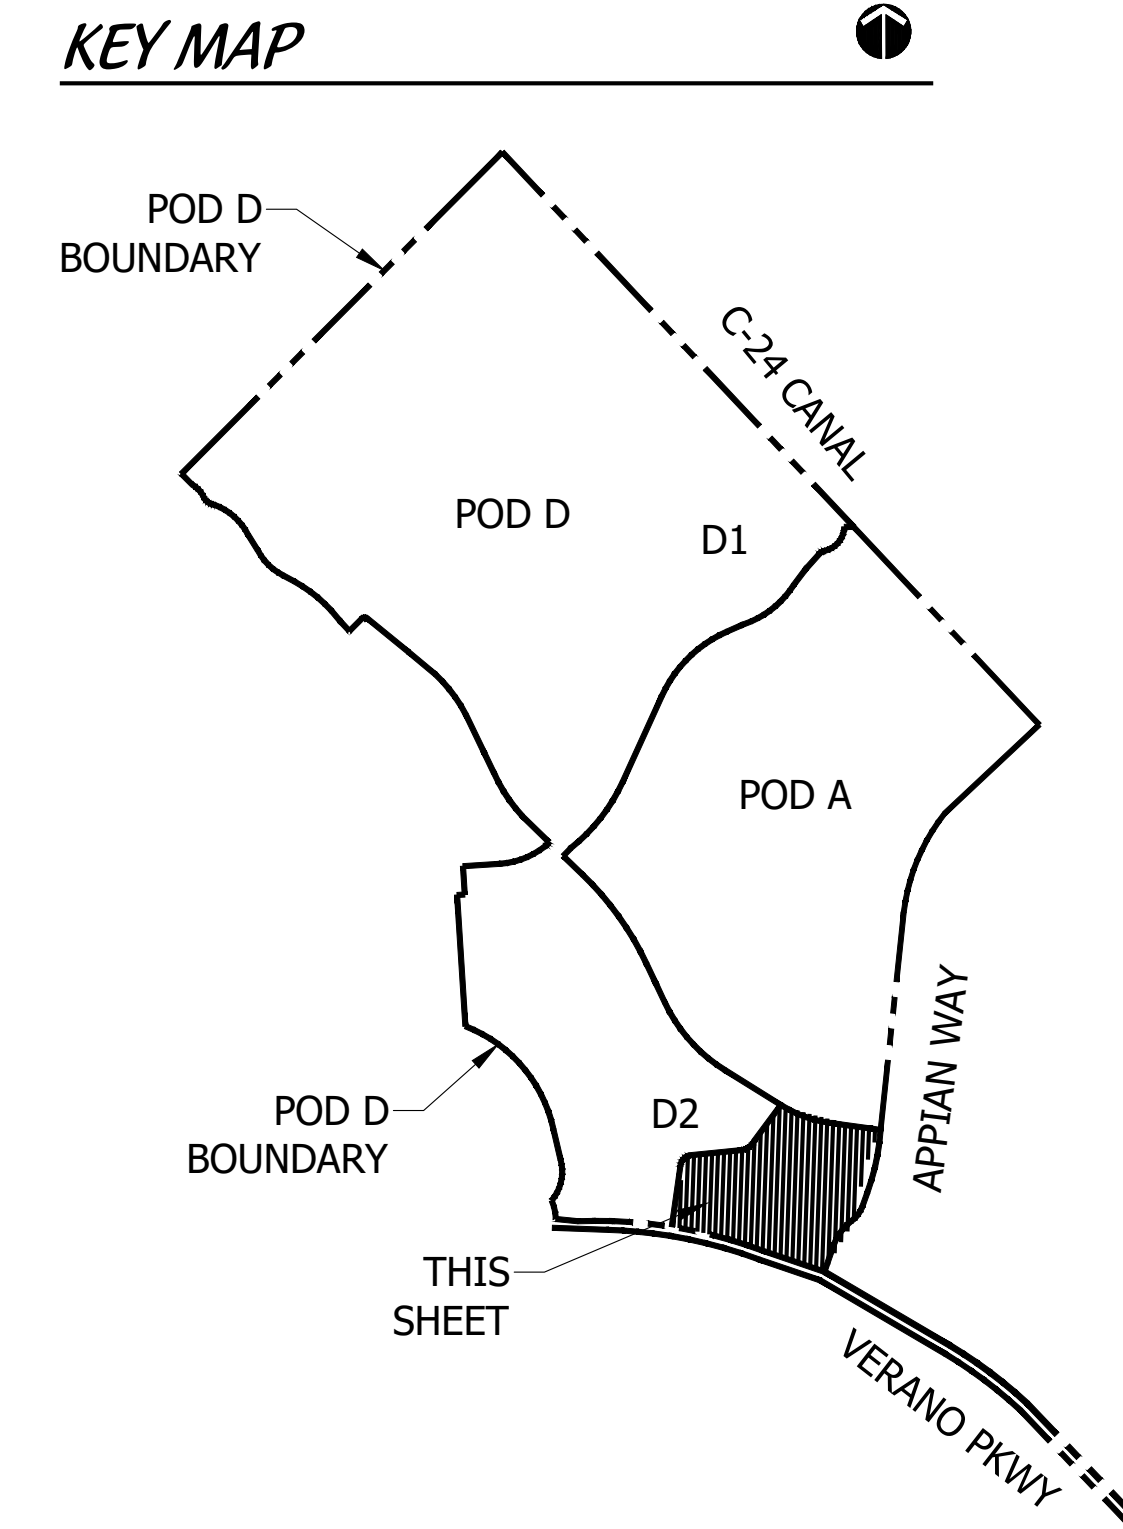 KEY MAP
POD D
BOUNDARY
C-24 CANAL
POD D
D1
POD A
APPIAN WAY
POD D
BOUNDARY
D2
THIS
SHEET
VERANO PKWY